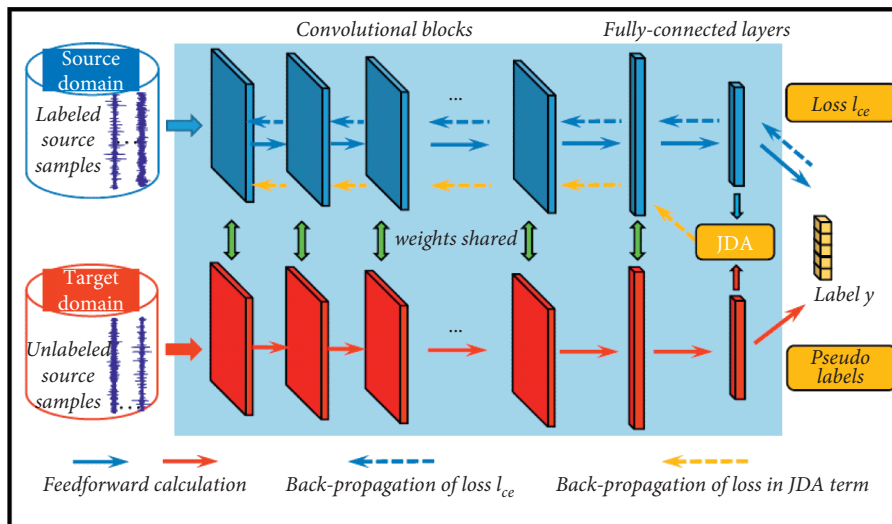 Convolutional blocks
Fully-connected layers
Source
domain
Labeled
source
samples
...
...
Loss l_ce
weights shared
JDA
Label y
Target
domain
Unlabeled
source
samples
...
...
Pseudo
labels
Feedforward calculation
Back-propagation of loss l_ce
Back-propagation of loss in JDA term